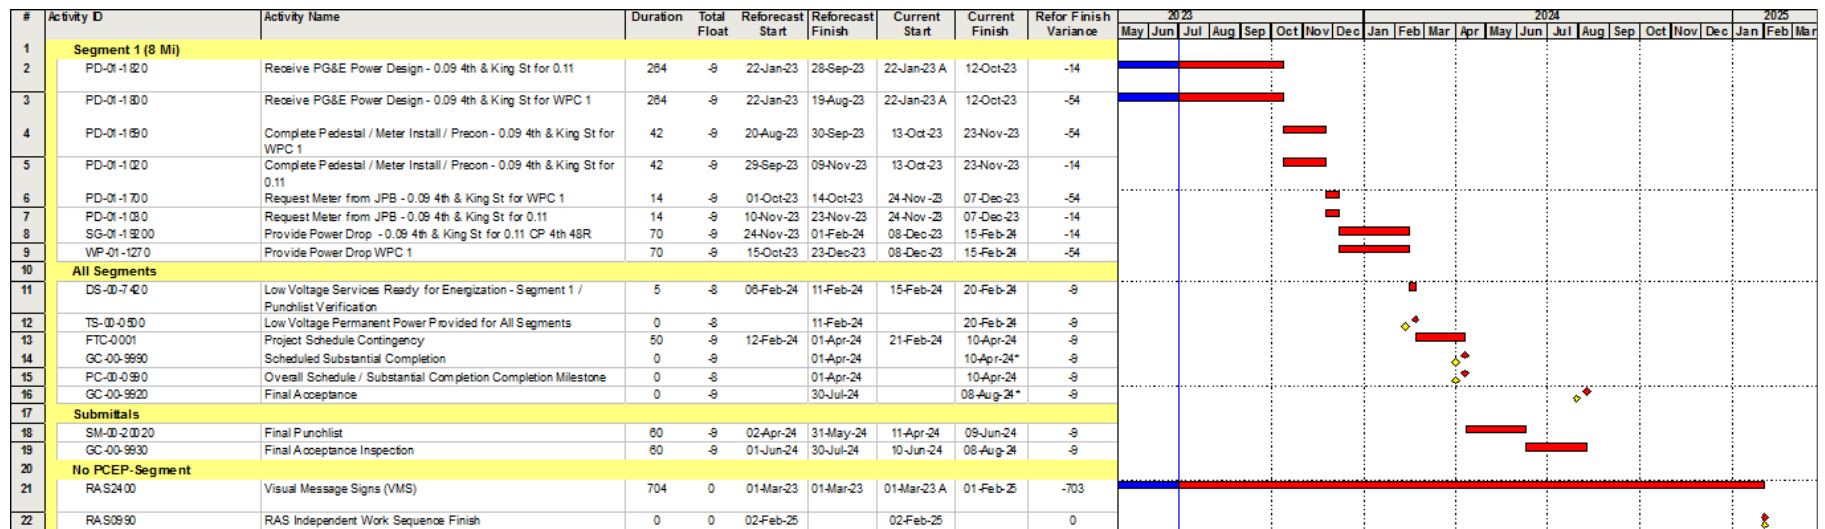 # Activity ID Activity Name Duration Total Float Reforecast Start Reforecast Finish Current Start Current Finish Refor Finish Variance 2023 2024 2025
May Jun Jul Aug Sep Oct Nov Dec Jan Feb Mar Apr May Jun Jul Aug Sep Oct Nov Dec Jan Feb Mar
1 Segment 1 (8 Mi)
2 PD-01-1820 Receive PG&E Power Design - 0.09 4th & King St for 0.11 264 -9 22-Jan-23 28-Sep-23 22-Jan-23 A 12-Oct-23 -14
3 PD-01-1800 Receive PG&E Power Design - 0.09 4th & King St for WPC 1 264 -9 22-Jan-23 19-Aug-23 22-Jan-23 A 12-Oct-23 -54
4 PD-01-1690 Complete Pedestal / Meter Install / Precon - 0.09 4th & King St for 42 -9 20-Aug-23 30-Sep-23 13-Oct-23 23-Nov-23 -54
WPC 1
5 PD-01-1020 Complete Pedestal / Meter Install / Precon - 0.09 4th & King St for 42 -9 29-Sep-23 09-Nov-23 13-Oct-23 23-Nov-23 -14
0.11
6 PD-01-1700 Request Meter from JPB - 0.09 4th & King St for WPC 1 14 -9 01-Oct-23 14-Oct-23 24-Nov-23 07-Dec-23 -54
7 PD-01-1030 Request Meter from JPB - 0.09 4th & King St for 0.11 14 -9 10-Nov-23 23-Nov-23 24-Nov-23 07-Dec-23 -14
8 SG-01-19200 Provide Power Drop - 0.09 4th & King St for 0.11 CP 4th 48R 70 -9 24-Nov-23 01-Feb-24 08-Dec-23 15-Feb-24 -14
9 WP-01-1270 Provide Power Drop WPC 1 70 -9 15-Oct-23 23-Dec-23 08-Dec-23 15-Feb-24 -54
10 All Segments
11 DS-00-7420 Low Voltage Services Ready for Energization - Segment 1 / 5 -8 06-Feb-24 11-Feb-24 15-Feb-24 20-Feb-24 -9
Punchlist Verification
12 TS-00-0500 Low Voltage Permanent Power Provided for All Segments 0 -8 11-Feb-24 20-Feb-24 -9
13 FTC-0001 Project Schedule Contingency 50 -9 12-Feb-24 01-Apr-24 21-Feb-24 10-Apr-24 -9
14 GC-00-9990 Scheduled Substantial Completion 0 -9 01-Apr-24 10-Apr-24* -9
15 PC-00-0990 Overall Schedule / Substantial Completion Completion Milestone 0 -8 01-Apr-24 10-Apr-24 -9
16 GC-00-9920 Final Acceptance 0 -9 30-Jul-24 08-Aug-24* -9
17 Submittals
18 SM-00-20020 Final Punchlist 60 -9 02-Apr-24 31-May-24 11-Apr-24 09-Jun-24 -9
19 GC-00-9930 Final Acceptance Inspection 60 -9 01-Jun-24 30-Jul-24 10-Jun-24 08-Aug-24 -9
20 No PCEP-Segment
21 RAS2400 Visual Message Signs (VMS) 704 0 01-Mar-23 01-Mar-23 01-Mar-23 A 01-Feb-25 -703
22 RAS0990 RAS Independent Work Sequence Finish 0 0 02-Feb-25 02-Feb-25 0